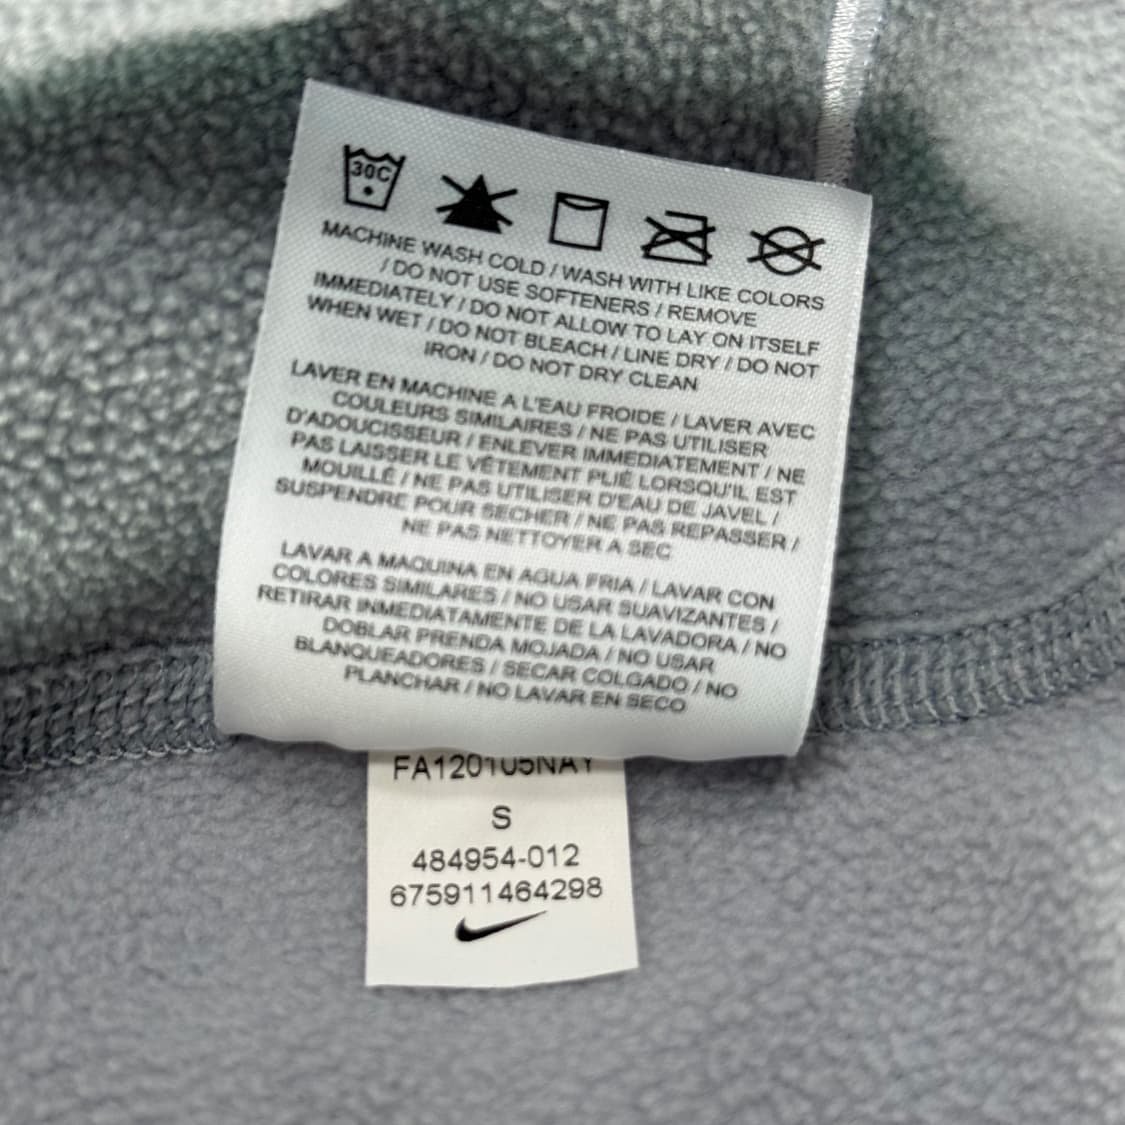 30C
MACHINE WASH COLD / WASH WITH LIKE COLORS
/ DO NOT USE SOFTENERS / REMOVE
IMMEDIATELY / DO NOT ALLOW TO LAY ON ITSELF
WHEN WET / DO NOT BLEACH / LINE DRY / DO NOT
IRON / DO NOT DRY CLEAN
LAVER EN MACHINE A L'EAU FROIDE / LAVER AVEC
COULEURS SIMILAIRES / NE PAS UTILISER
D'ADOUCISSEUR / ENLEVER IMMEDIATEMENT / NE
PAS LAISSER LE VÊTEMENT PLIÉ LORSQU'IL EST
MOUILLÉ / NE PAS UTILISER D'EAU DE JAVEL /
SUSPENDRE POUR SECHER / NE PAS REPASSER /
NE PAS NETTOYER A SEC
LAVAR A MAQUINA EN AGUA FRIA / LAVAR CON
COLORES SIMILARES / NO USAR SUAVIZANTES /
RETIRAR INMEDIATAMENTE DE LA LAVADORA / NO
DOBLAR PRENDA MOJADA / NO USAR
BLANQUEADORES / SECAR COLGADO / NO
PLANCHAR / NO LAVAR EN SECO
FA120105NAY
S
484954-012
675911464298